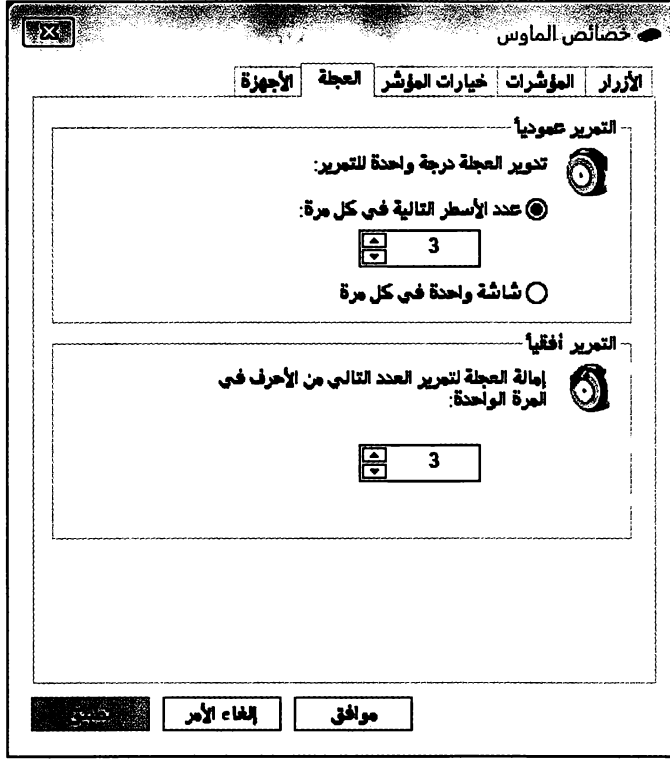 خصائص الماوس
الأزرار المؤشرات خيارات المؤشر العجلة الأجهزة
التمرير عمودياً
تدوير العجلة درجة واحدة للتمرير:
عدد الأسطر التالية في كل مرة:
3
شاشة واحدة في كل مرة
التمرير أفقياً
إمالة العجلة لتمرير العدد التالي من الأحرف في
المرة الواحدة:
3
موافق إلغاء الأمر تطبيق